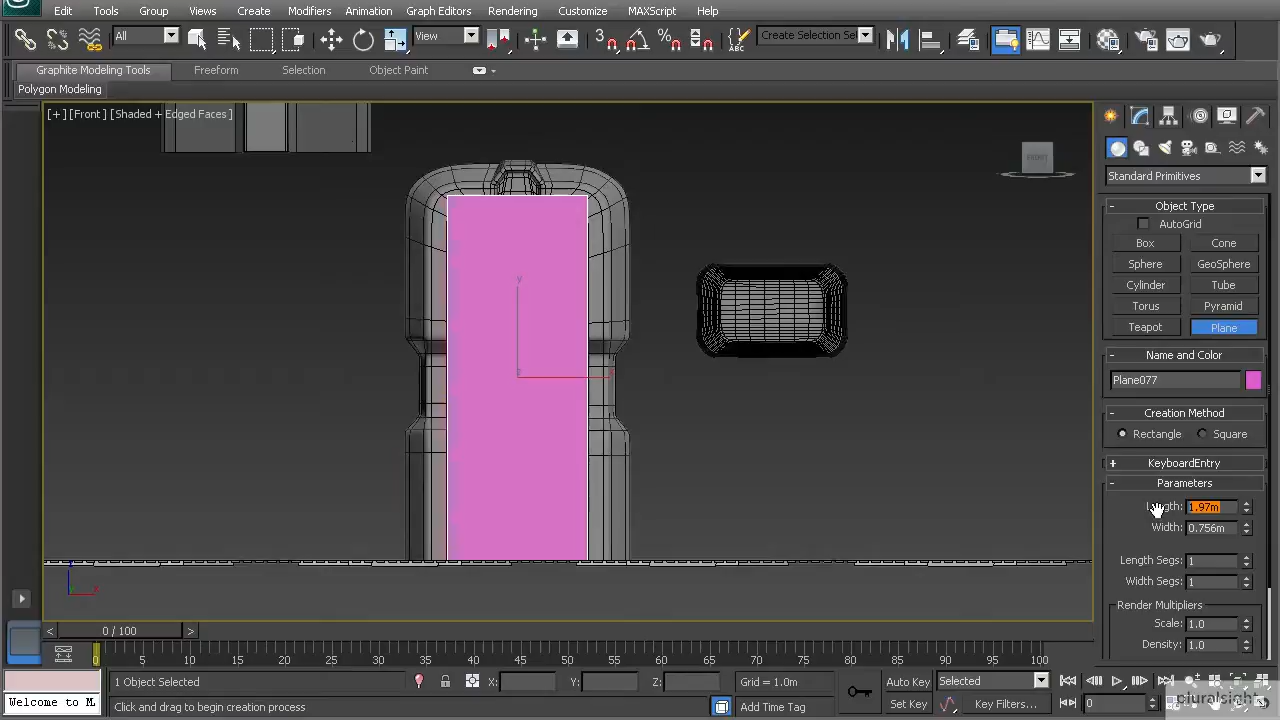 Edit Tools Group Views Create Modifiers Animation Graph Editors Rendering Customize MAXScript Help
All View 3 Create Selection Set
Graphite Modeling Tools Freeform Selection Object Paint
Polygon Modeling
[+] [Front] [Shaded + Edged Faces]
FRONT
Standard Primitives
- Object Type
AutoGrid
Box Cone
Sphere GeoSphere
Cylinder Tube
Torus Pyramid
Teapot Plane
- Name and Color
Plane077
- Creation Method
Rectangle Square
+ KeyboardEntry
- Parameters
Length: 1.97m
Width: 0.756m
Length Segs: 1
Width Segs: 1
Render Multipliers
Scale: 1.0
Density: 1.0
y
z
x
z
x
< 0 / 100 >
0 5 10 15 20 25 30 35 40 45 50 55 60 65 70 75 80 85 90 95 100
1 Object Selected X: Y: Z: Grid = 1.0m Auto Key Selected
Welcome to M Click and drag to begin creation process Add Time Tag Set Key Key Filters... 0
pluralsight